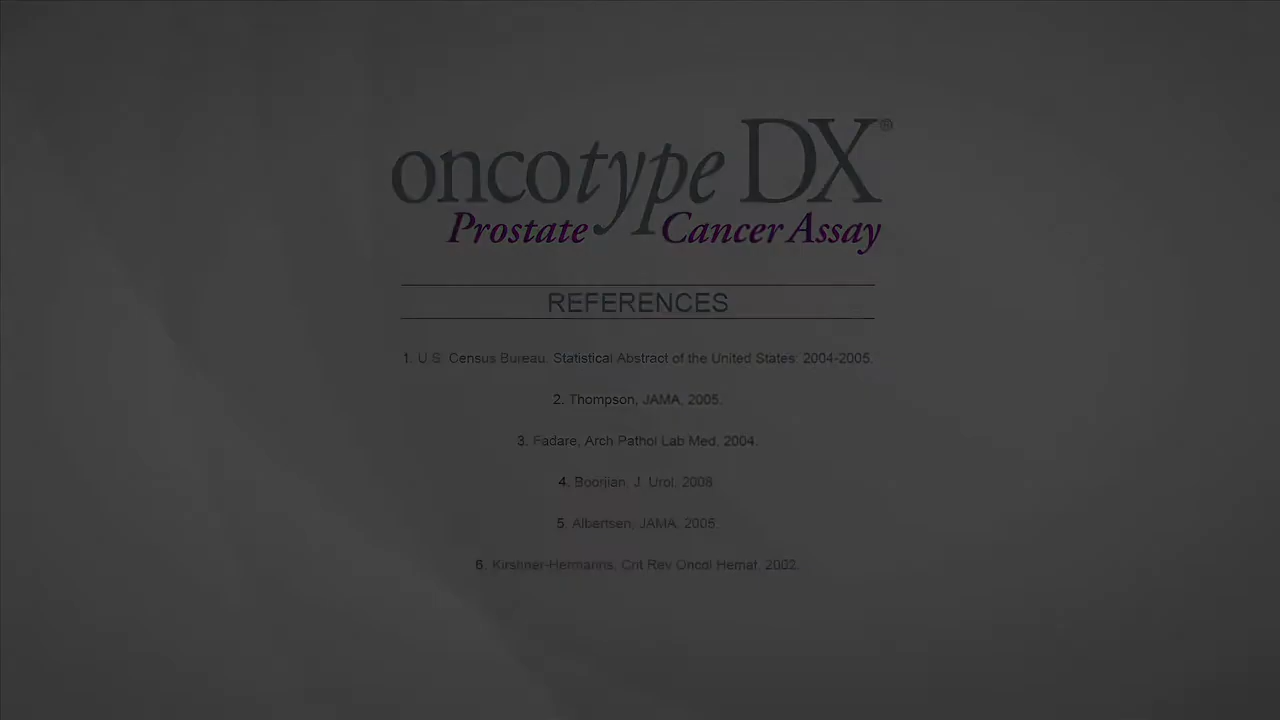 oncotype DX®
Prostate Cancer Assay
REFERENCES
1. U.S. Census Bureau. Statistical Abstract of the United States: 2004-2005.
2. Thompson, JAMA, 2005.
3. Fadare, Arch Pathol Lab Med, 2004.
4. Boorjian, J. Urol, 2008.
5. Albertsen, JAMA, 2005.
6. Kirshner-Hermanns, Crit Rev Oncol Hemat, 2002.